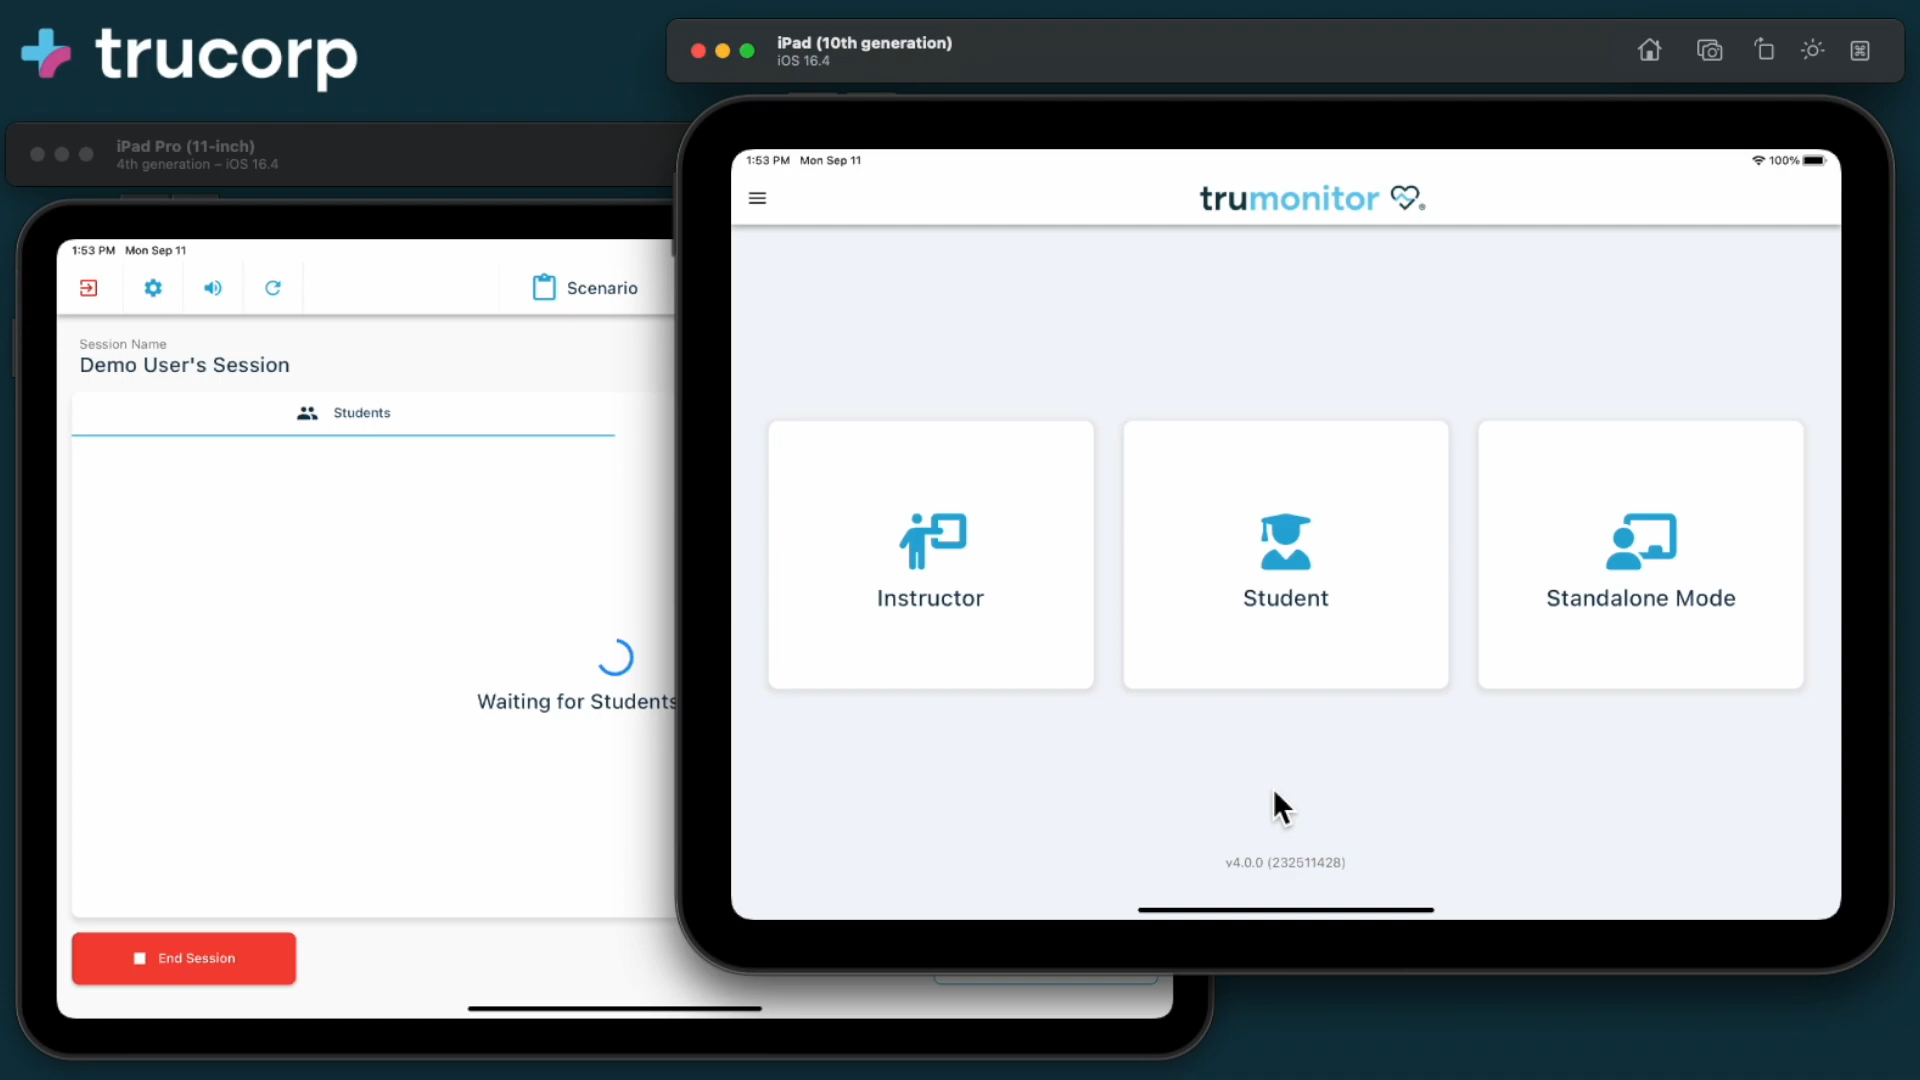 trucorp
iPad (10th generation)
iOS 16.4
iPad Pro (11-inch)
4th generation – iOS 16.4
1:53 PM Mon Sep 11
100%
trumonitor
1:53 PM Mon Sep 11
Scenario
Session Name
Demo User's Session
Students
Waiting for Students
Instructor
Student
Standalone Mode
v4.0.0 (232511428)
End Session